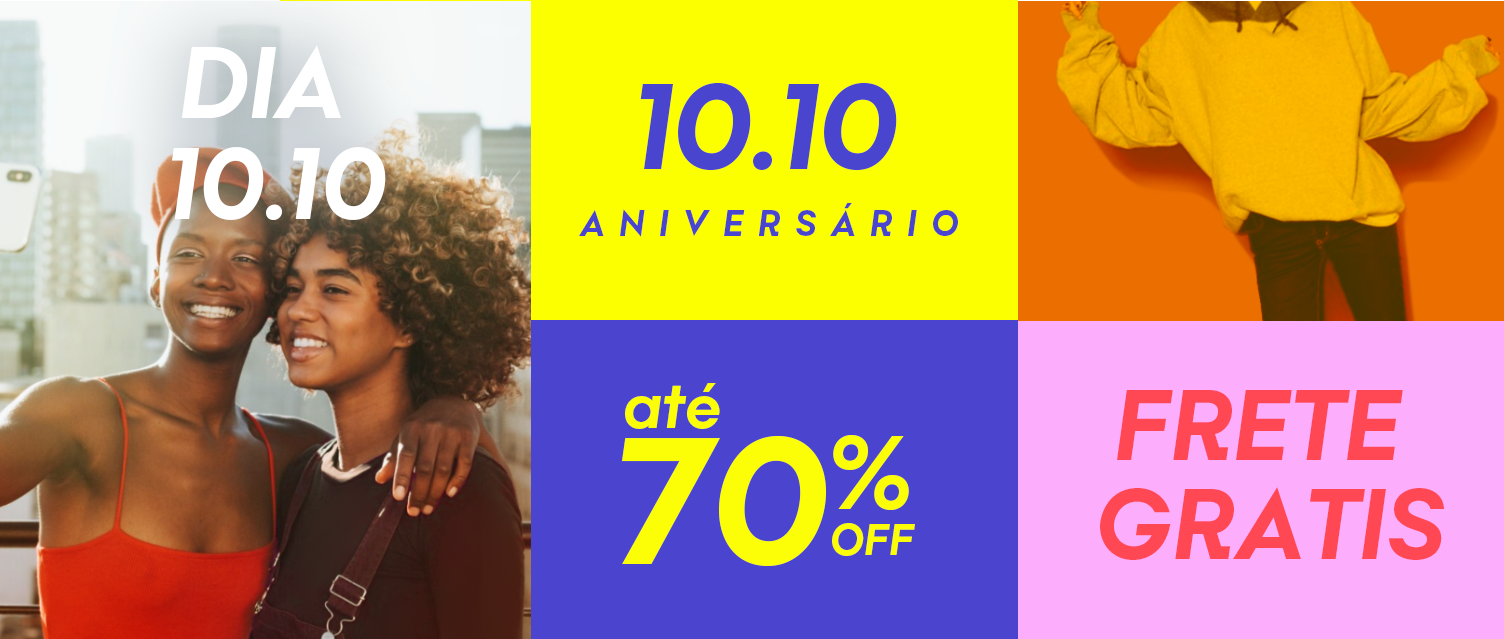 DIA
10.10
10.10
ANIVERSÁRIO
até
70%
OFF
FRETE
GRATIS